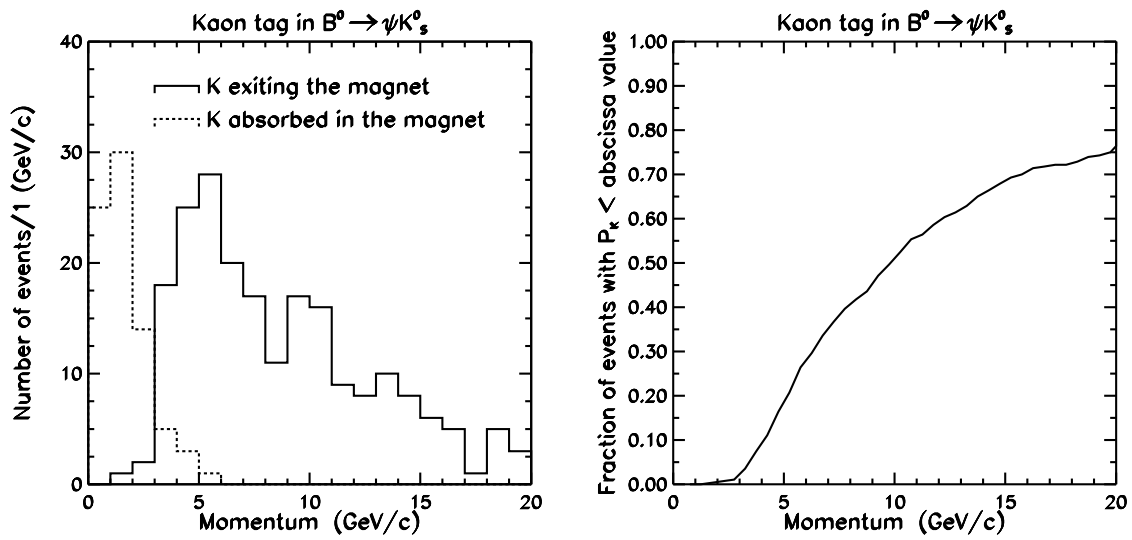 Kaon tag in B⁰ → ψK⁰ₛ
40
30
20
10
0
Number of events/1 (GeV/c)
K exiting the magnet
K absorbed in the magnet
0 5 10 15 20
Momentum (GeV/c)
Kaon tag in B⁰ → ψK⁰ₛ
1.00
0.90
0.80
0.70
0.60
0.50
0.40
0.30
0.20
0.10
0.00
Fraction of events with Pₖ < abscissa value
0 5 10 15 20
Momentum (GeV/c)